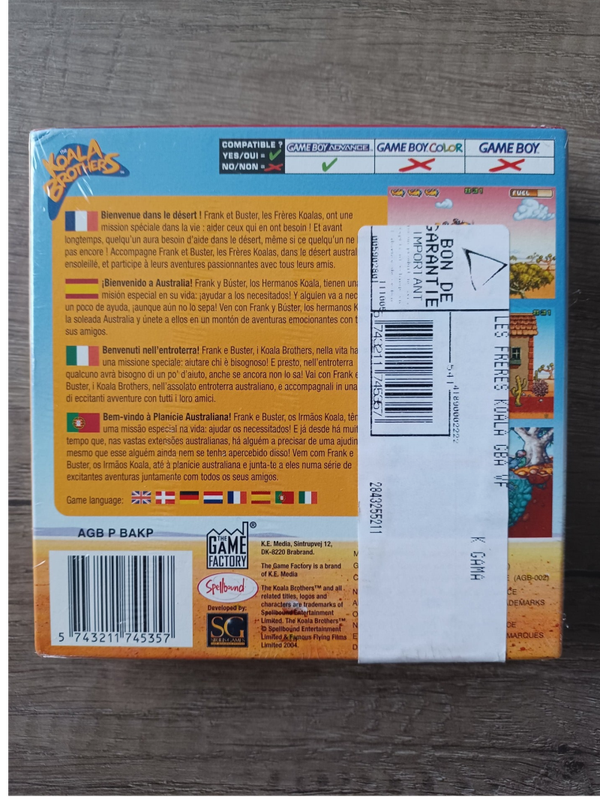 THE KOALA BROTHERS™
COMPATIBLE ?
YES/OUI =
NO/NON =
GAME BOY ADVANCE
GAME BOY COLOR
GAME BOY
FUEL
Bienvenue dans le désert ! Frank et Buster, les Frères Koalas, ont une
mission spéciale dans la vie : aider ceux qui en ont besoin ! Et avant
longtemps, quelqu'un aura besoin d'aide dans le désert, même si ce quelqu'un ne
pas encore ! Accompagne Frank et Buster, les Frères Koalas, dans le désert
ensoleillé, et participe à leurs aventures passionnantes avec tous leurs amis.
¡Bienvenido a Australia! Frank y Buster, los Hermanos Koala, tienen
misión especial en su vida: ¡ayudar a los necesitados! Y alguien va a
un poco de ayuda, ¡aunque aún no lo sepa! Ven con Frank y Buster, los hermanos
la soleada Australia y únete a ellos en un montón de aventuras emocionantes con
sus amigos.
Benvenuti nell'entroterra! Frank e Buster, i Koala Brothers, nella vita
una missione speciale: aiutare chi è bisognoso! E presto, nell'entroterra
qualcuno avrà bisogno di un po' d'aiuto, anche se ancora non lo sa! Vai con Frank e
Buster, i Koala Brothers, nell'assolato entroterra australiano, e accompagnali in una
di eccitanti avventure con tutti i loro amici.
Bem-vindo à Planície Australiana! Frank e Buster, os Irmãos Koala,
uma missão especial na vida: ajudar os necessitados! E já desde há
tempo que, nas vastas extensões australianas, há alguém a precisar de uma
mesmo que esse alguém ainda nem se tenha apercebido disso! Vem com Frank e
Buster, os Irmãos Koala, até à planície australiana e junta-te a eles numa série de
excitantes aventuras juntamente com todos os seus amigos.
Game language:
AGB P BAKP
5 743211 745357
THE GAME FACTORY®
Spellbound
Developed by:
SG
K.E. Media, Sintrupvej 12,
DK-8220 Brabrand.
The Game Factory is a brand
of K.E. Media
The Koala Brothers™ and all
related titles, logos and
characters are trademarks of
Spellbound Entertainment
Limited. The Koala Brothers™
© Spellbound Entertainment
Limited & Famous Flying Films
Limited 2004.
BON DE
GARANTIE
IMPORTANT
LES FRERES KOALA GBA VF
K GAMA
2843255211
(AGB-002)
MARQUES